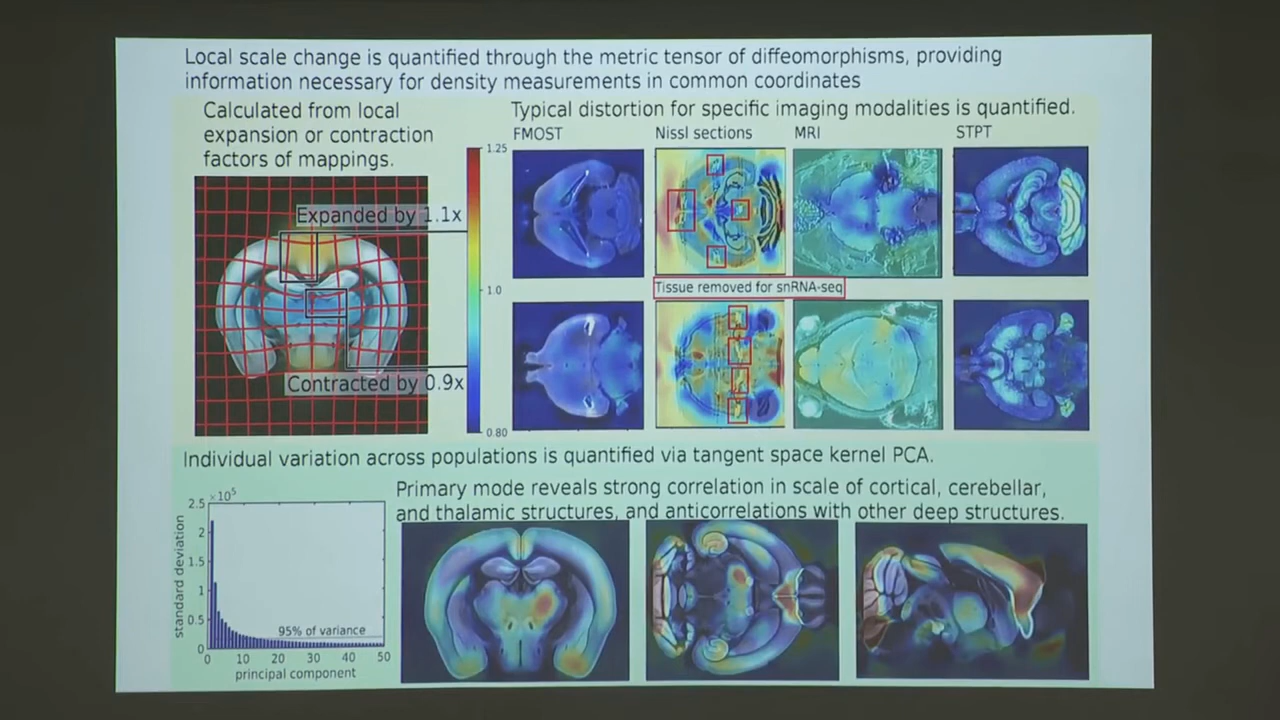 Local scale change is quantified through the metric tensor of diffeomorphisms, providing
information necessary for density measurements in common coordinates
Calculated from local
expansion or contraction
factors of mappings.
Expanded by 1.1x
Contracted by 0.9x
1.25
1.0
0.80
Typical distortion for specific imaging modalities is quantified.
FMOST
Nissl sections
MRI
STPT
Tissue removed for snRNA-seq
Individual variation across populations is quantified via tangent space kernel PCA.
×10⁵
2.5
2
1.5
1
0.5
0
standard deviation
95% of variance
0 10 20 30 40 50
principal component
Primary mode reveals strong correlation in scale of cortical, cerebellar,
and thalamic structures, and anticorrelations with other deep structures.